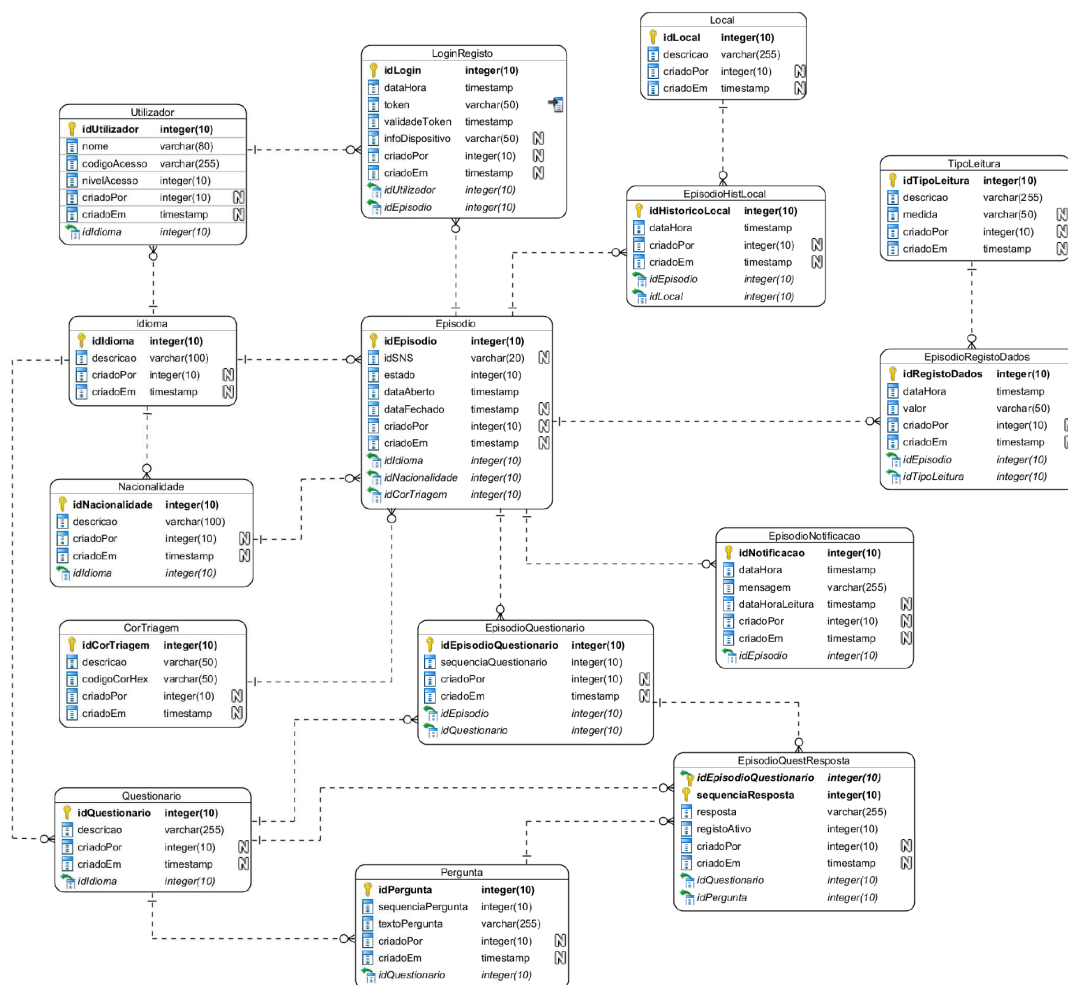 Local
idLocal integer(10)
descricao varchar(255)
criadoPor integer(10) N
criadoEm timestamp N
LoginRegisto
idLogin integer(10)
dataHora timestamp
token varchar(50)
validadeToken timestamp
infoDispositivo varchar(50) N
criadoPor integer(10) N
criadoEm timestamp N
idUtilizador integer(10)
idEpisodio integer(10)
Utilizador
idUtilizador integer(10)
nome varchar(80)
codigoAcesso varchar(255)
nivelAcesso integer(10)
criadoPor integer(10) N
criadoEm timestamp N
idIdioma integer(10)
TipoLeitura
idTipoLeitura integer(10)
descricao varchar(255)
medida varchar(50) N
criadoPor integer(10) N
criadoEm timestamp N
EpisodioHistLocal
idHistoricoLocal integer(10)
dataHora timestamp
criadoPor integer(10) N
criadoEm timestamp N
idEpisodio integer(10)
idLocal integer(10)
Idioma
idIdioma integer(10)
descricao varchar(100)
criadoPor integer(10) N
criadoEm timestamp N
Episodio
idEpisodio integer(10)
idSNS varchar(20) N
estado integer(10)
dataAberto timestamp
dataFechado timestamp N
criadoPor integer(10) N
criadoEm timestamp N
idIdioma integer(10)
idNacionalidade integer(10)
idCorTriagem integer(10)
EpisodioRegistoDados
idRegistoDados integer(10)
dataHora timestamp
valor varchar(50)
criadoPor integer(10) N
criadoEm timestamp N
idEpisodio integer(10)
idTipoLeitura integer(10)
Nacionalidade
idNacionalidade integer(10)
descricao varchar(100)
criadoPor integer(10) N
criadoEm timestamp N
idIdioma integer(10)
EpisodioNotificacao
idNotificacao integer(10)
dataHora timestamp
mensagem varchar(255)
dataHoraLeitura timestamp N
criadoPor integer(10) N
criadoEm timestamp N
idEpisodio integer(10)
CorTriagem
idCorTriagem integer(10)
descricao varchar(50)
codigoCorHex varchar(50)
criadoPor integer(10) N
criadoEm timestamp N
EpisodioQuestionario
idEpisodioQuestionario integer(10)
sequenciaQuestionario integer(10)
criadoPor integer(10) N
criadoEm timestamp N
idEpisodio integer(10)
idQuestionario integer(10)
EpisodioQuestResposta
idEpisodioQuestionario integer(10)
sequenciaResposta integer(10)
resposta varchar(255)
registoAtivo integer(10)
criadoPor integer(10) N
criadoEm timestamp N
idQuestionario integer(10)
idPergunta integer(10)
Questionario
idQuestionario integer(10)
descricao varchar(255)
criadoPor integer(10) N
criadoEm timestamp N
idIdioma integer(10)
Pergunta
idPergunta integer(10)
sequenciaPergunta integer(10)
textoPergunta varchar(255)
criadoPor integer(10) N
criadoEm timestamp N
idQuestionario integer(10)